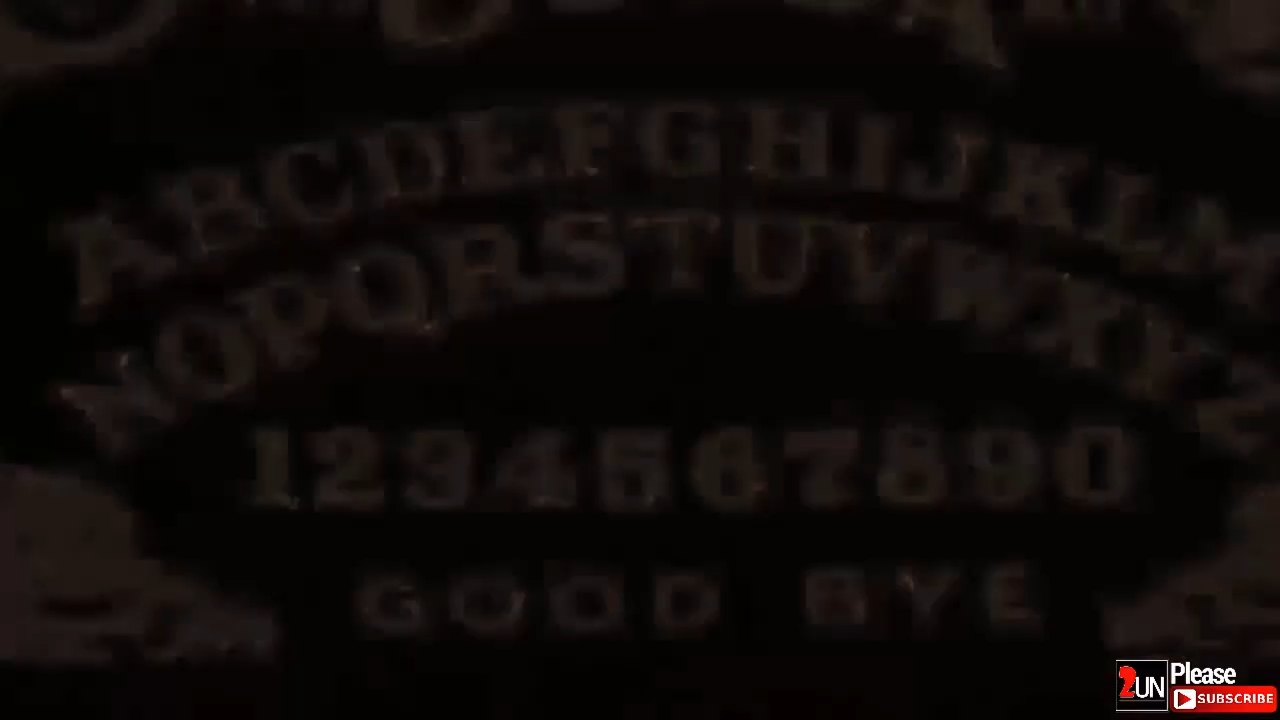 ABCDEFGHIJKLM
NOPQRSTUVWXYZ
1234567890
GOOD BYE
2UN Please
SUBSCRIBE